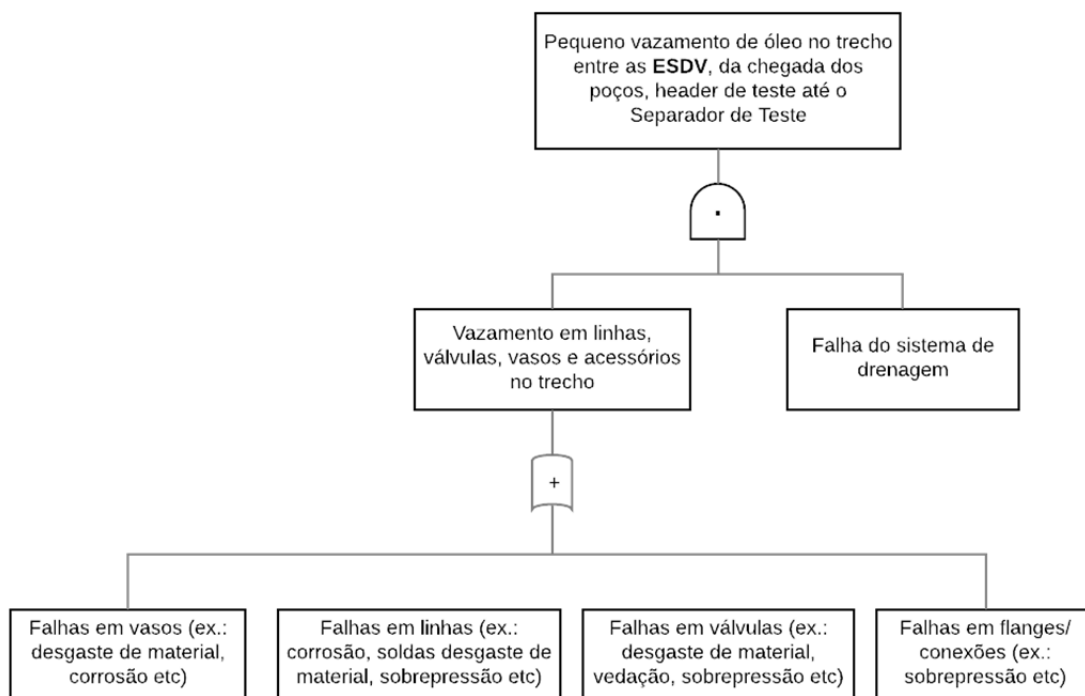 Pequeno vazamento de óleo no trecho
entre as ESDV, da chegada dos
poços, header de teste até o
Separador de Teste
.
Vazamento em linhas,
válvulas, vasos e acessórios
no trecho
Falha do sistema de
drenagem
+
Falhas em vasos (ex.:
desgaste de material,
corrosão etc)
Falhas em linhas (ex.:
corrosão, soldas desgaste de
material, sobrepressão etc)
Falhas em válvulas (ex.:
desgaste de material,
vedação, sobrepressão etc)
Falhas em flanges/
conexões (ex.:
sobrepressão etc)